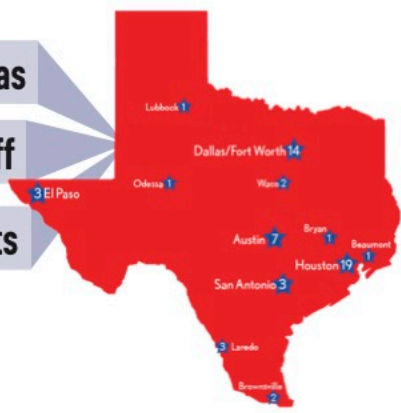 as
ff
ts
Lubbock 1
Dallas/Fort Worth 14
Odessa 1
Waco 2
3 El Paso
Austin 7
Bryan
1
Beaumont
1
Houston 19
San Antonio 3
3 Laredo
Brownsville
2